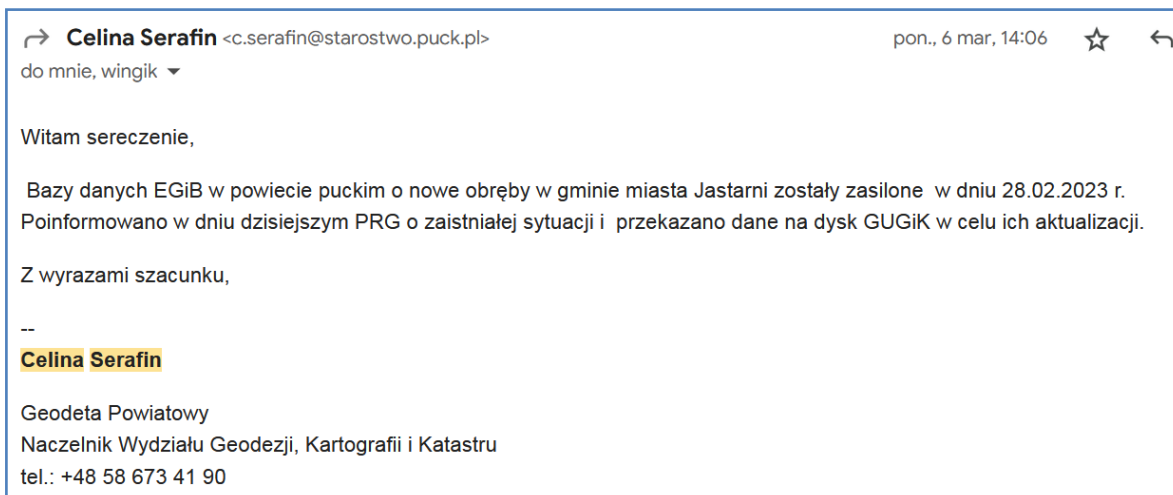 Celina Serafin <c.serafin@starostwo.puck.pl> pon., 6 mar, 14:06
do mnie, wingik
Witam sereczenie,
Bazy danych EGiB w powiecie puckim o nowe obręby w gminie miasta Jastarni zostały zasilone w dniu 28.02.2023 r.
Poinformowano w dniu dzisiejszym PRG o zaistniałej sytuacji i przekazano dane na dysk GUGiK w celu ich aktualizacji.
Z wyrazami szacunku,
--
Celina Serafin
Geodeta Powiatowy
Naczelnik Wydziału Geodezji, Kartografii i Katastru
tel.: +48 58 673 41 90